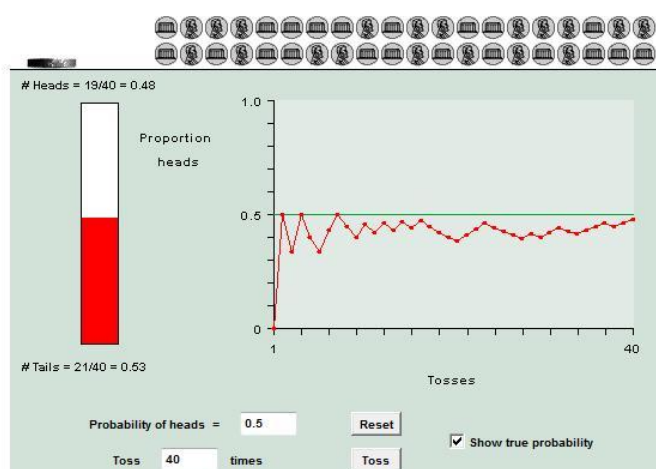 # Heads = 19/40 = 0.48
Proportion
heads
1.0
0.5
0
1
40
Tosses
# Tails = 21/40 = 0.53
Probability of heads =
0.5
Reset
Show true probability
Toss
40
times
Toss